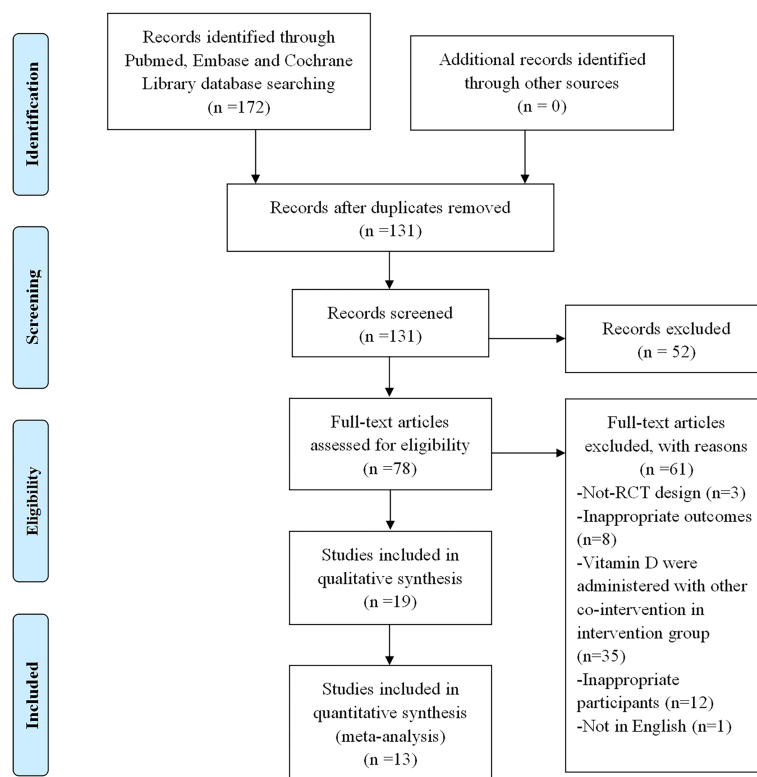 Identification
Records identified through
Pubmed, Embase and Cochrane
Library database searching
(n =172)
Additional records identified
through other sources
(n = 0)
Records after duplicates removed
(n =131)
Screening
Records screened
(n =131)
Records excluded
(n = 52)
Eligibility
Full-text articles
assessed for eligibility
(n =78)
Full-text articles
excluded, with reasons
(n =61)
-Not-RCT design (n=3)
-Inappropriate outcomes
(n=8)
-Vitamin D were
administered with other
co-intervention in
intervention group
(n=35)
-Inappropriate
participants (n=12)
-Not in English (n=1)
Studies included in
qualitative synthesis
(n =19)
Included
Studies included in
quantitative synthesis
(meta-analysis)
(n =13)